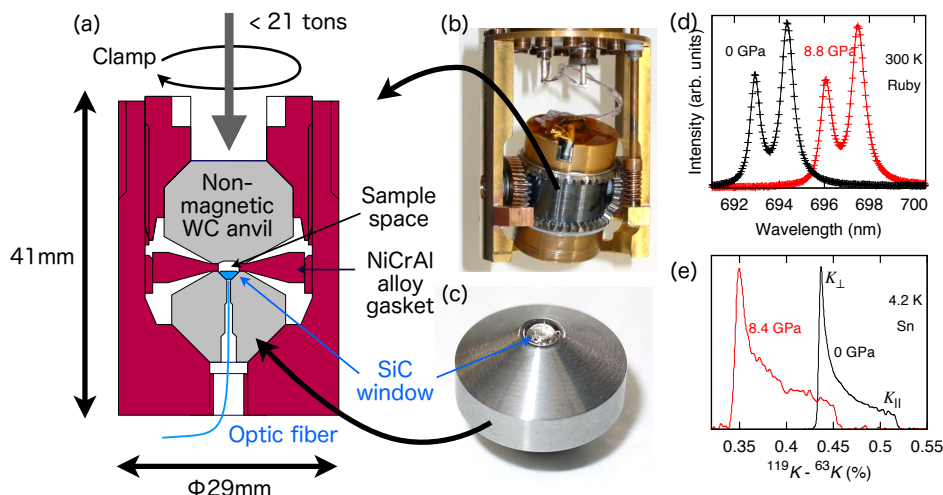 (a)
< 21 tons
Clamp
Non-
magnetic
WC anvil
Sample
space
41mm
NiCrAl
alloy
gasket
SiC
window
Optic fiber
Φ29mm
(b)
(c)
(d)
0 GPa
8.8 GPa
300 K
Ruby
Intensity (arb. units)
692 694 696 698 700
Wavelength (nm)
(e)
K⊥
4.2 K
Sn
8.4 GPa
0 GPa
K||
0.35 0.40 0.45 0.50 0.55
¹¹⁹K - ⁶³K (%)